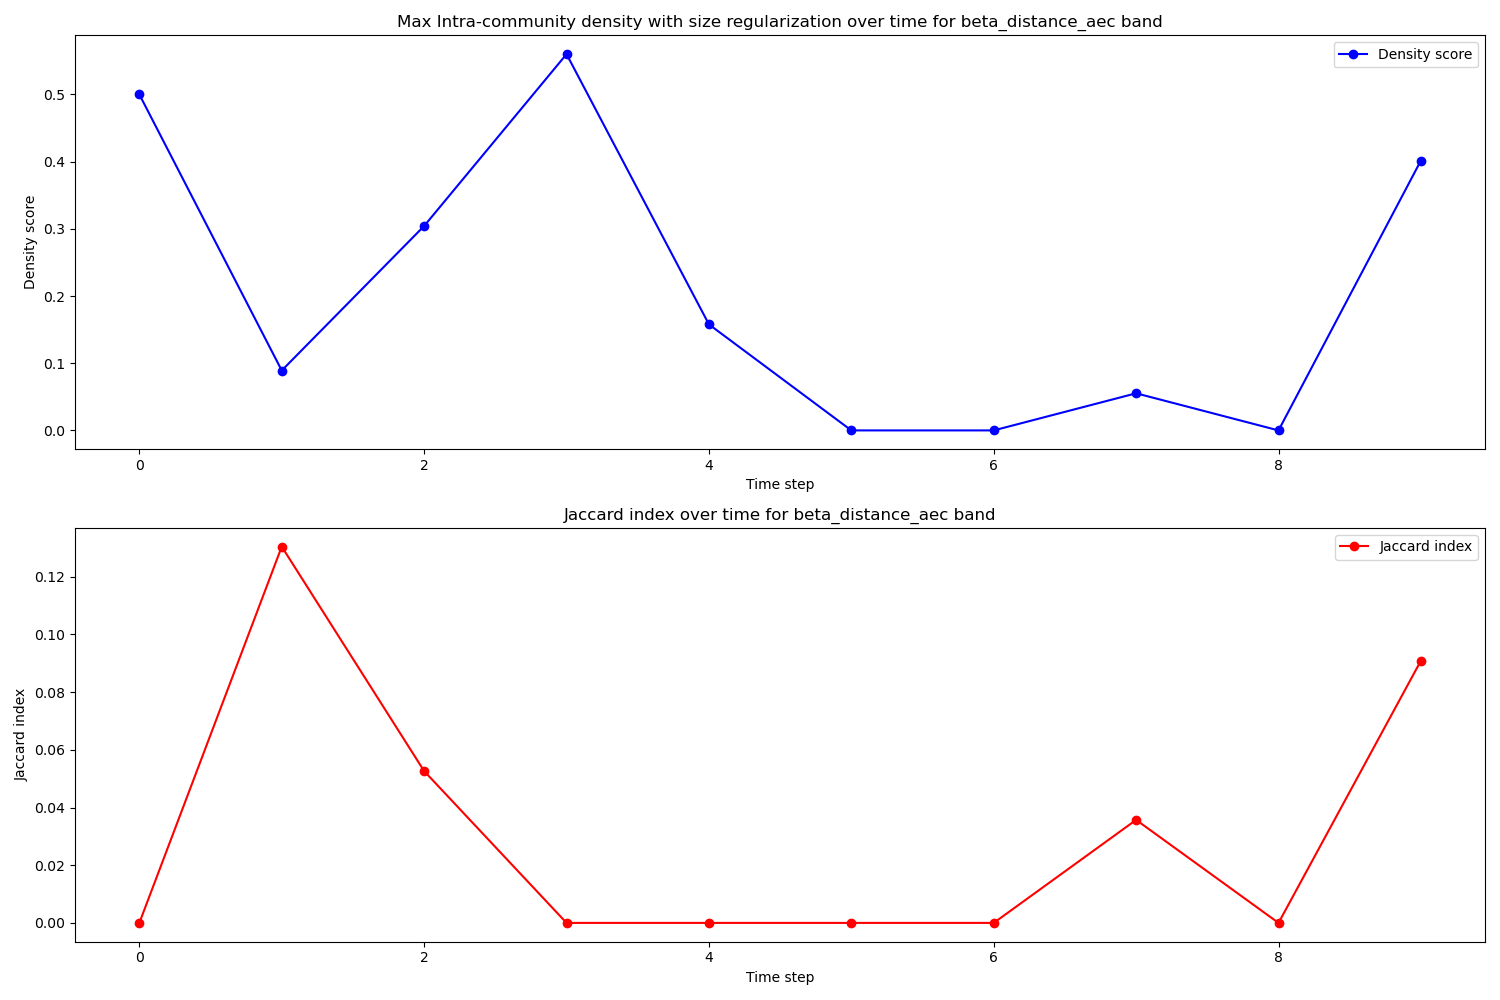 Max Intra-community density with size regularization over time for beta_distance_aec band
Density score
0.5
0.4
0.3
0.2
0.1
0.0
Density score
0 2 4 6 8
Time step
Jaccard index over time for beta_distance_aec band
Jaccard index
0.12
0.10
0.08
0.06
0.04
0.02
0.00
Jaccard index
0 2 4 6 8
Time step